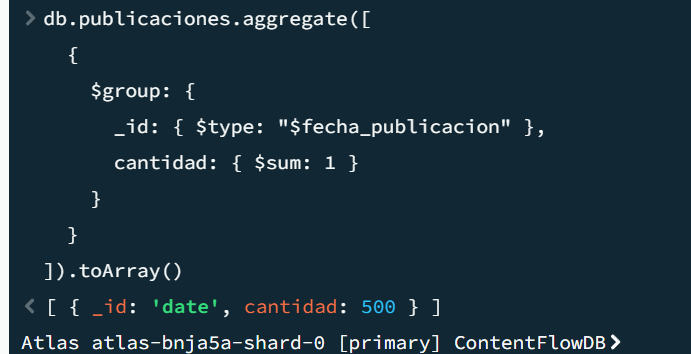 > db.publicaciones.aggregate([
{
$group: {
_id: { $type: "$fecha_publicacion" },
cantidad: { $sum: 1 }
}
}
]).toArray()
< [ { _id: 'date', cantidad: 500 } ]
Atlas atlas-bnja5a-shard-0 [primary] ContentFlowDB>